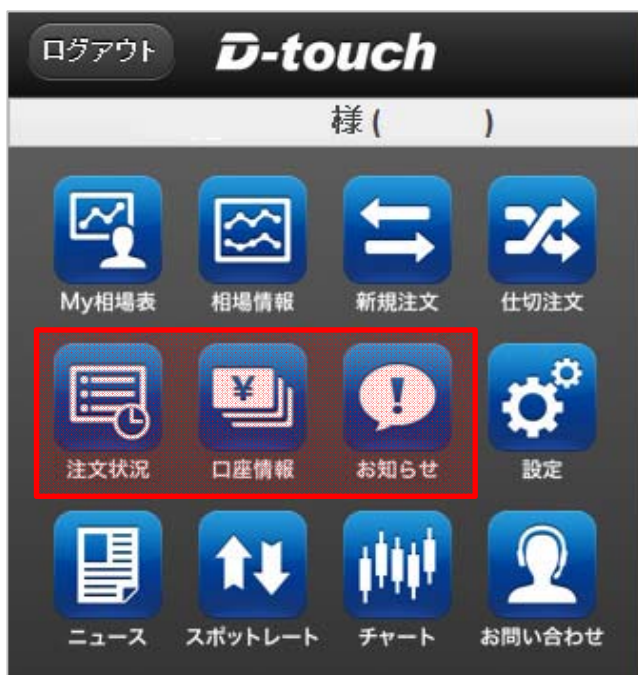 ログアウト D-touch
様 ( )
My相場表 相場情報 新規注文 仕切注文
¥ !
注文状況 口座情報 お知らせ 設定
ニュース スポットレート チャート お問い合わせ